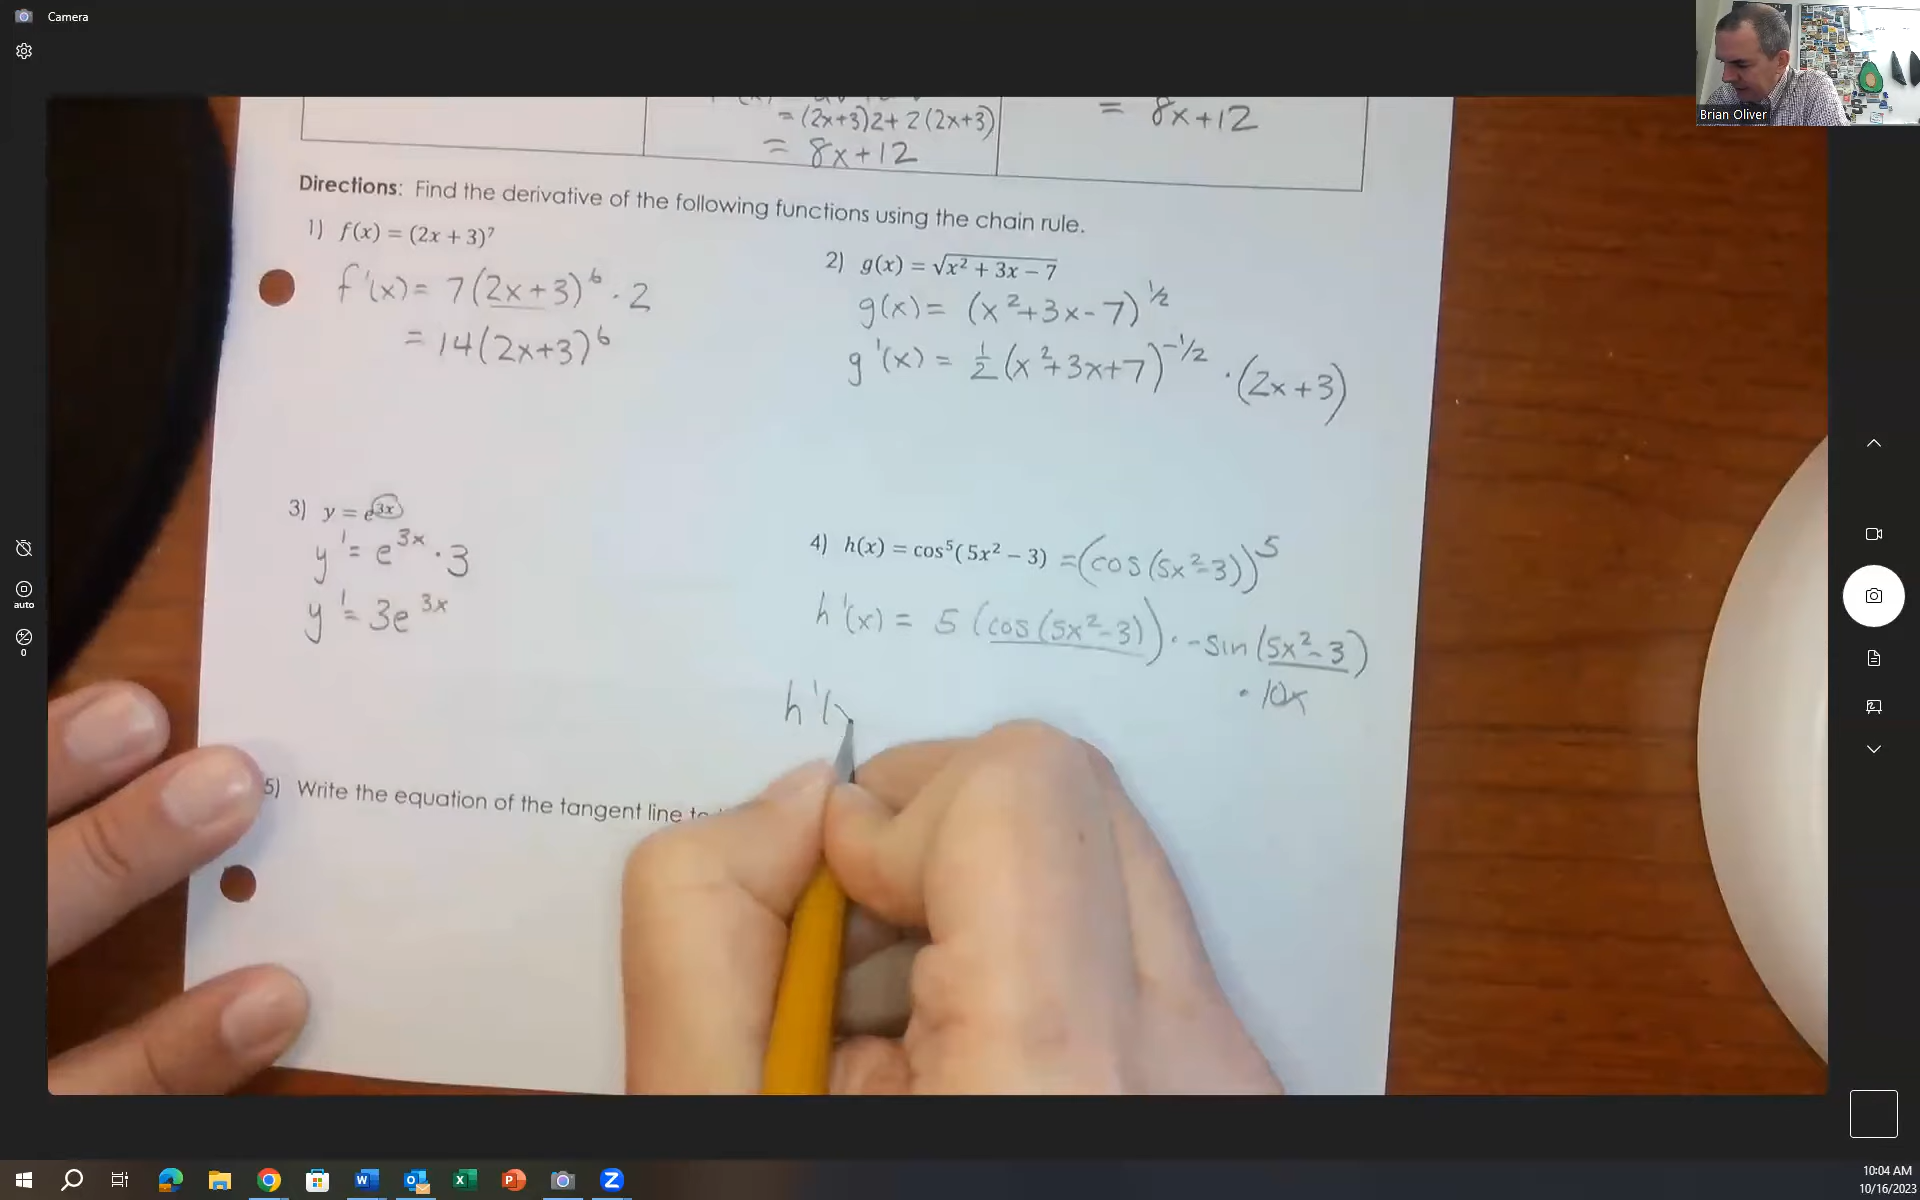 Camera
Brian Oliver
= (2x+3)2+ 2(2x+3)
= 8x+12
= 8x+12
Directions: Find the derivative of the following functions using the chain rule.
1) f(x) = (2x + 3)⁷
f'(x) = 7(2x+3)⁶ · 2
= 14(2x+3)⁶
2) g(x) = √(x² + 3x − 7)
g(x) = (x²+3x-7)^½
g'(x) = ½(x²+3x+7)^-½ · (2x+3)
3) y = e^3x
y' = e^3x · 3
y' = 3e^3x
4) h(x) = cos⁵(5x² − 3) = (cos(5x²-3))⁵
h'(x) = 5(cos(5x²-3)) · -sin(5x²-3)
· 10x
h'(x
5) Write the equation of the tangent line to
auto
0
10:04 AM
10/16/2023